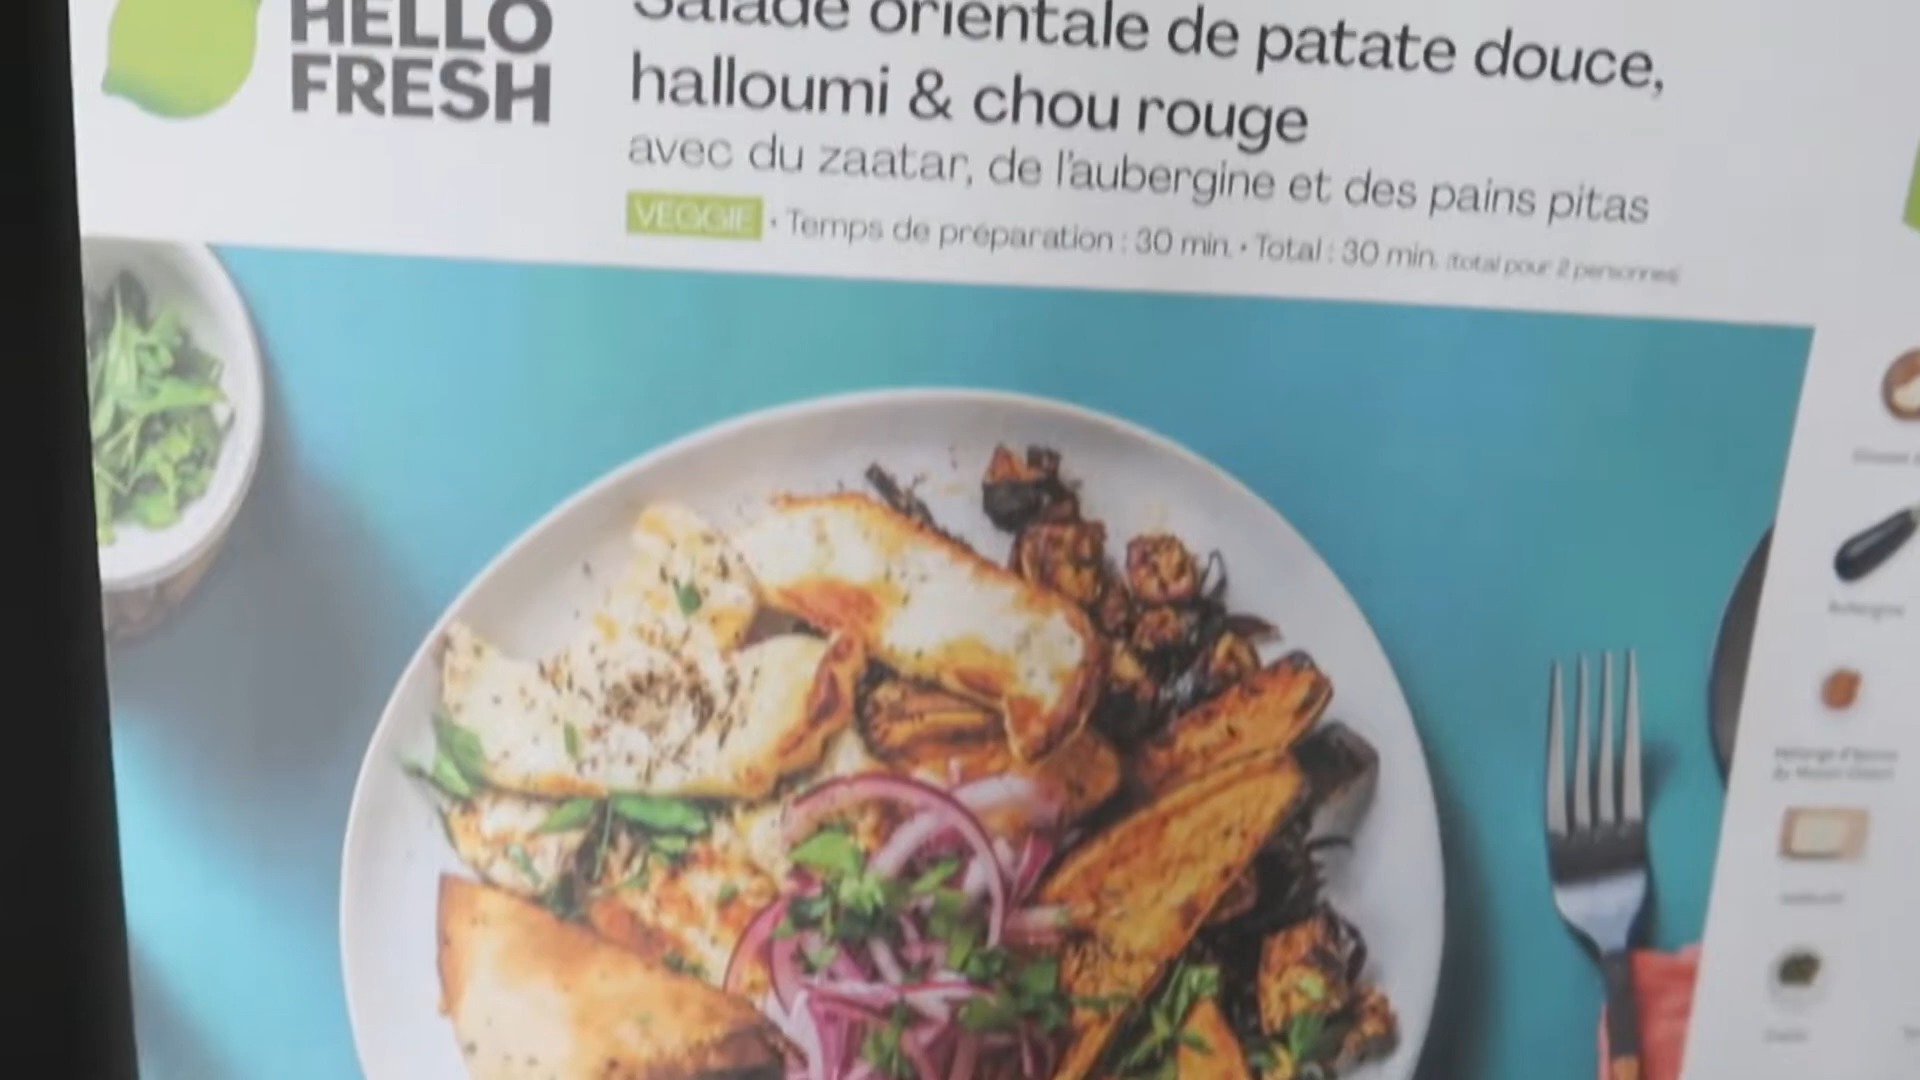 HELLO
FRESH
Salade orientale de patate douce,
halloumi & chou rouge
avec du zaatar, de l'aubergine et des pains pitas
VEGGIE • Temps de préparation : 30 min. • Total : 30 min. (total pour 2 personnes)
Aubergine